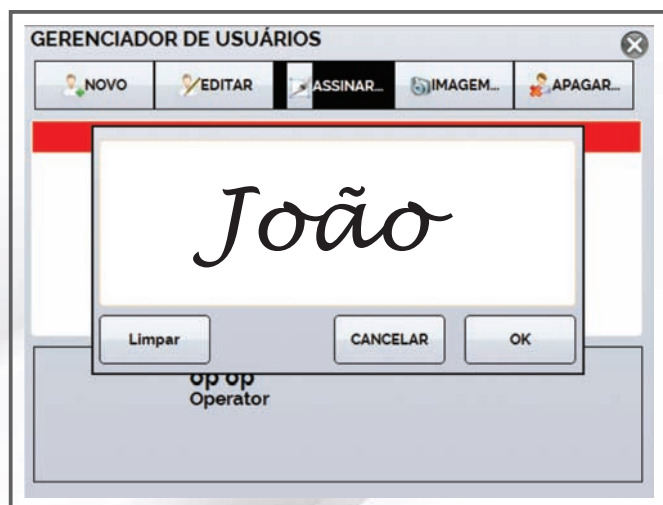 GERENCIADOR DE USUÁRIOS
NOVO EDITAR ASSINAR... IMAGEM... APAGAR...
João
Limpar CANCELAR OK
op op
Operator